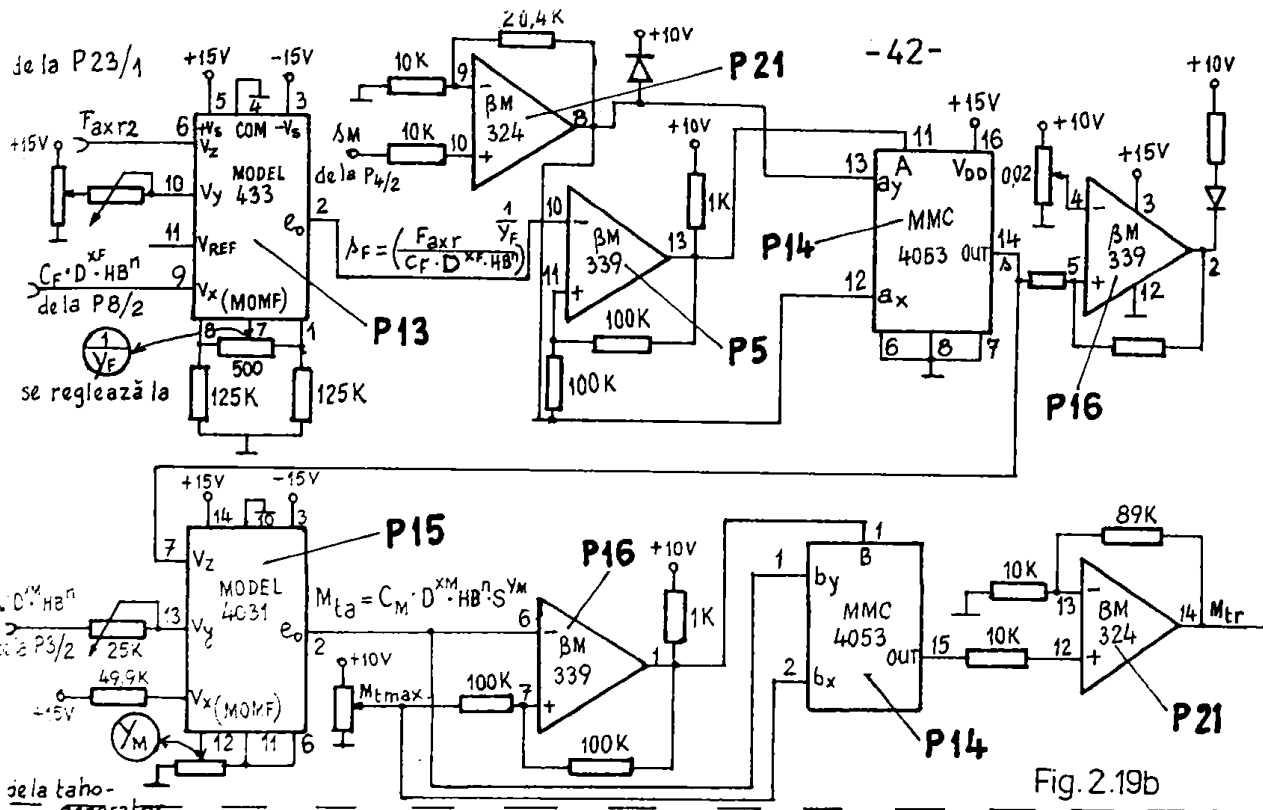 -42-
de la P23/1
+15V
-15V
5
4
3
+Vs COM -Vs
6
Faxr2
Vz
MODEL
433
+15V
10
Vy
11
VREF
CF·D^XF·HB^n
9
de la P8/2
Vx (MOMF)
e0
2
8
7
1
500
1/YF
se reglează la
125K
125K
P13
20,4K
10K
9
-
βM
324
8
sM
10K
10
+
de la P4/2
+10V
P21
sF=(Faxr/CF·D^XF·HB^n)^1/YF
10
-
βM
339
13
11
+
+10V
1K
100K
100K
P5
+15V
11
16
A
VDD
13
ay
MMC
4053
OUT
14
s
12
ax
6
8
7
P14
+10V
0,02
4
-
+15V
3
βM
339
5
+
12
2
+10V
P16
+15V
-15V
14
10
3
P15
7
Vz
MODEL
4031
·D^XM·HB^n
P3/2
25K
13
Vy
49,9K
+15V
Vx
(MOMF)
e0
2
YM
12
11
6
Mta = CM·D^XM·HB^n·S^YM
+10V
Mtmax
100K
6
-
βM
339
7
+
1
100K
P16
+10V
1K
1
B
1
by
MMC
4053
OUT
15
2
bx
P14
89K
10K
13
-
βM
324
14
Mtr
10K
12
+
P21
de la taho-
Fig. 2.19b